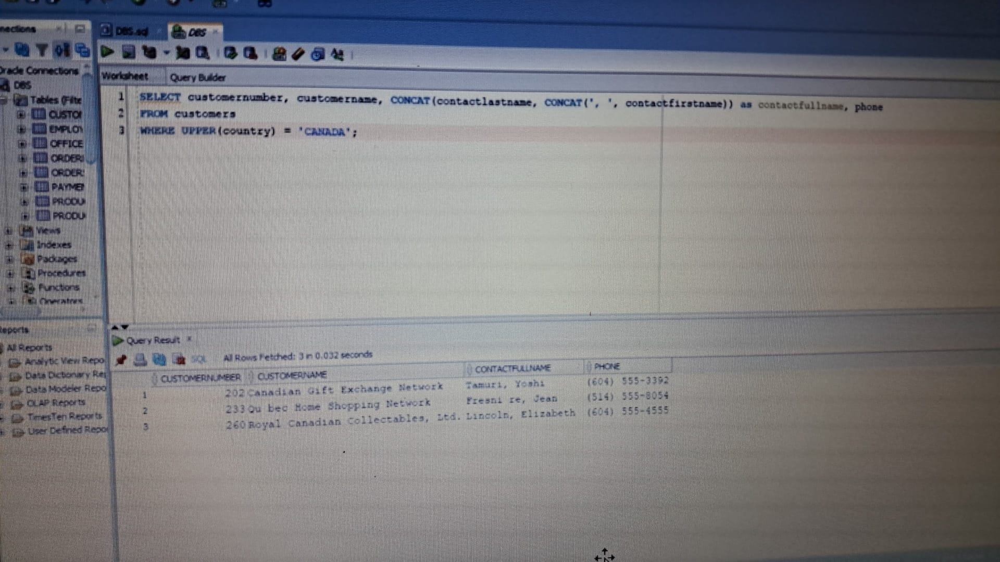 nections
DBS.sql
DBS
Oracle Connections
DBS
Tables (Filte
CUSTOI
EMPLOY
OFFICE
ORDER
ORDER
PAYME
PRODU
PRODU
Views
Indexes
Packages
Procedures
Functions
Operators
Worksheet Query Builder
1 SELECT customernumber, customername, CONCAT(contactlastname, CONCAT(', ', contactfirstname)) as contactfullname, phone
2 FROM customers
3 WHERE UPPER(country) = 'CANADA';
Reports
All Reports
Analytic View Repo
Data Dictionary Rep
Data Modeler Repo
OLAP Reports
TimesTen Reports
User Defined Repor
Query Result
SQL All Rows Fetched: 3 in 0.032 seconds
CUSTOMERNUMBER CUSTOMERNAME CONTACTFULLNAME PHONE
1 202 Canadian Gift Exchange Network Tamuri, Yoshi (604) 555-3392
2 233 Qu bec Home Shopping Network Fresni re, Jean (514) 555-8054
3 260 Royal Canadian Collectables, Ltd. Lincoln, Elizabeth (604) 555-4555